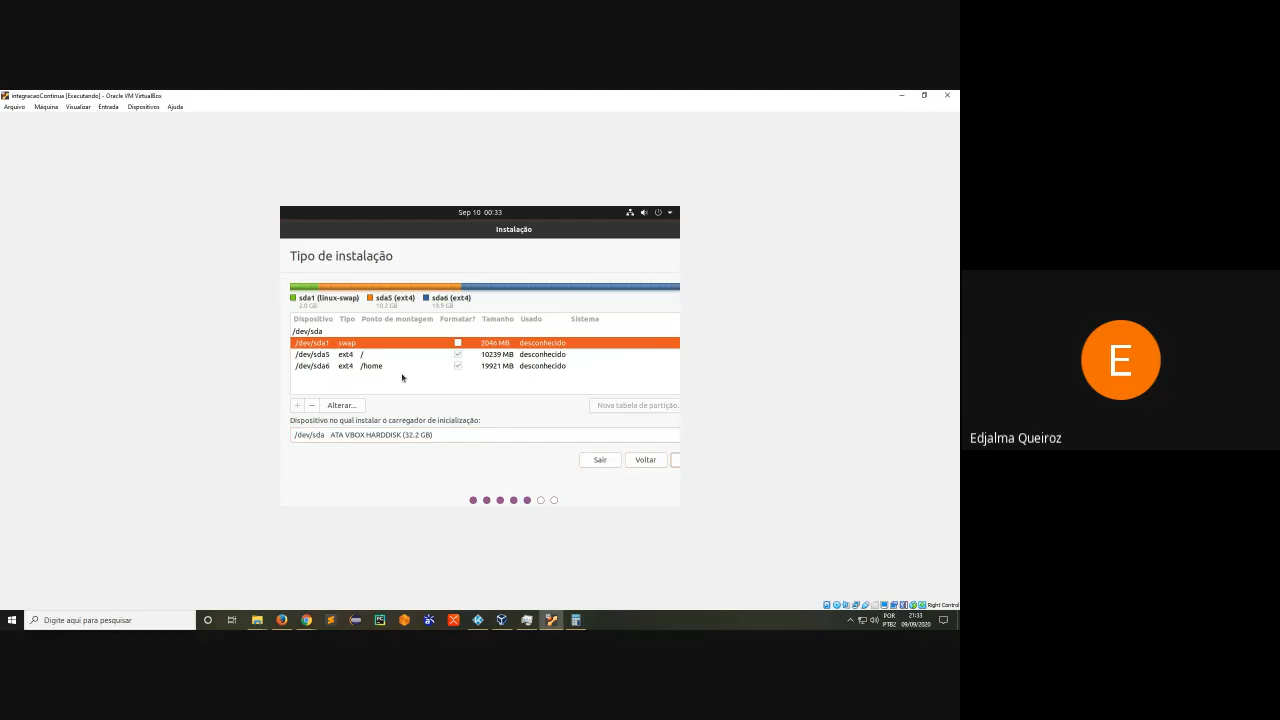 integracaoContinua [Executando] - Oracle VM VirtualBox
Arquivo Máquina Visualizar Entrada Dispositivos Ajuda
Sep 10 00:33
Instalação
Tipo de instalação
sda1 (linux-swap) sda5 (ext4) sda6 (ext4)
2.0 GB 10.2 GB 19.9 GB
Dispositivo Tipo Ponto de montagem Formatar? Tamanho Usado Sistema
/dev/sda
/dev/sda1 swap 2046 MB desconhecido
/dev/sda5 ext4 / 10239 MB desconhecido
/dev/sda6 ext4 /home 19921 MB desconhecido
+ − Alterar... Nova tabela de partição.
Dispositivo no qual instalar o carregador de inicialização:
/dev/sda ATA VBOX HARDDISK (32.2 GB)
Sair Voltar
Right Control
E
Edjalma Queiroz
Digite aqui para pesquisar
POR 21:33
PTB2 09/09/2020